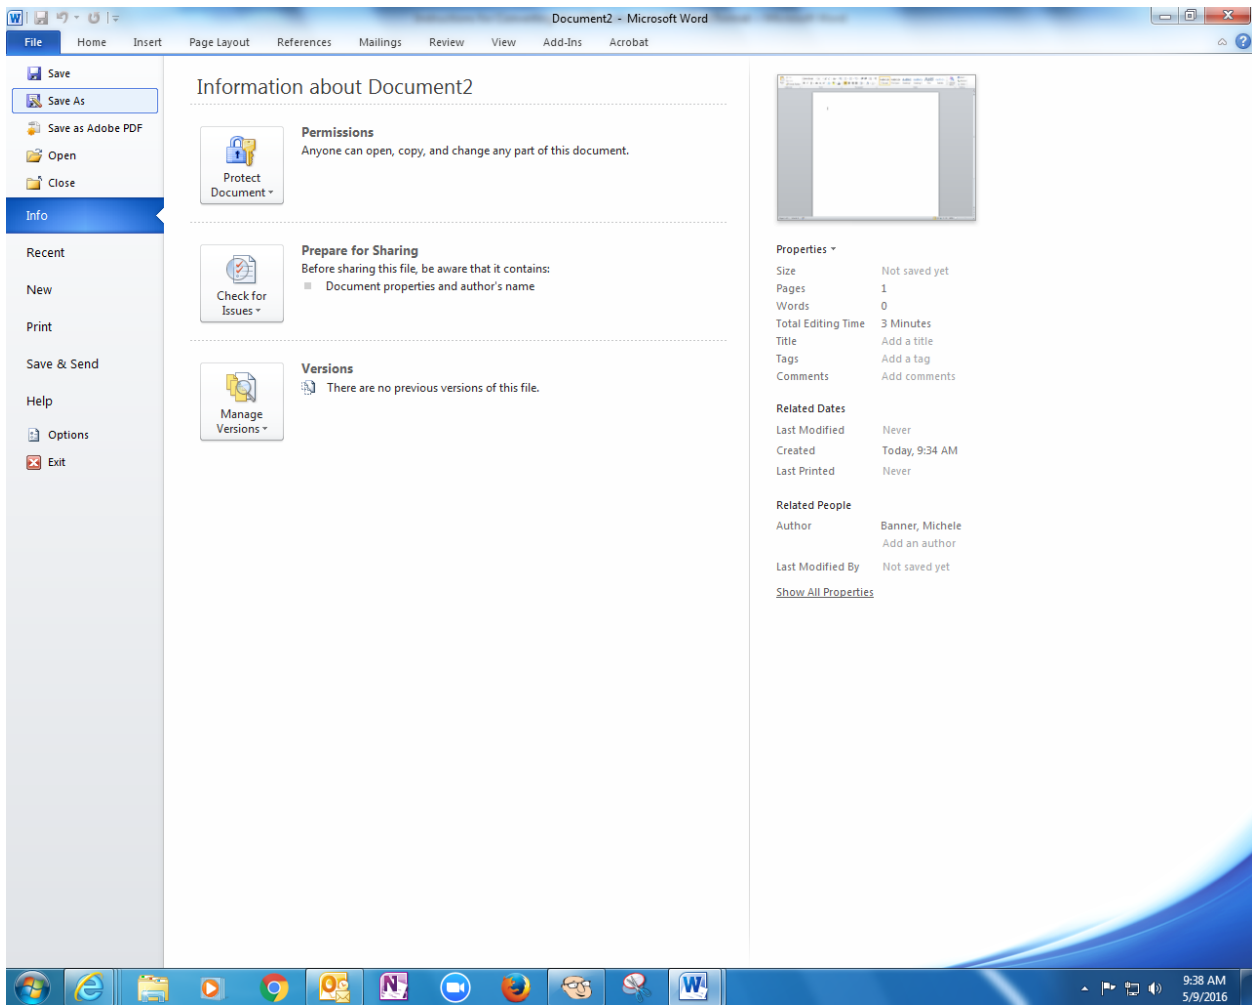 Document2 - Microsoft Word
File Home Insert Page Layout References Mailings Review View Add-Ins Acrobat
Save
Save As
Save as Adobe PDF
Open
Close
Info
Recent
New
Print
Save & Send
Help
Options
Exit
Information about Document2
Protect
Document
Permissions
Anyone can open, copy, and change any part of this document.
Check for
Issues
Prepare for Sharing
Before sharing this file, be aware that it contains:
Document properties and author's name
Manage
Versions
Versions
There are no previous versions of this file.
Properties
Size Not saved yet
Pages 1
Words 0
Total Editing Time 3 Minutes
Title Add a title
Tags Add a tag
Comments Add comments
Related Dates
Last Modified Never
Created Today, 9:34 AM
Last Printed Never
Related People
Author Banner, Michele
Add an author
Last Modified By Not saved yet
Show All Properties
9:38 AM
5/9/2016